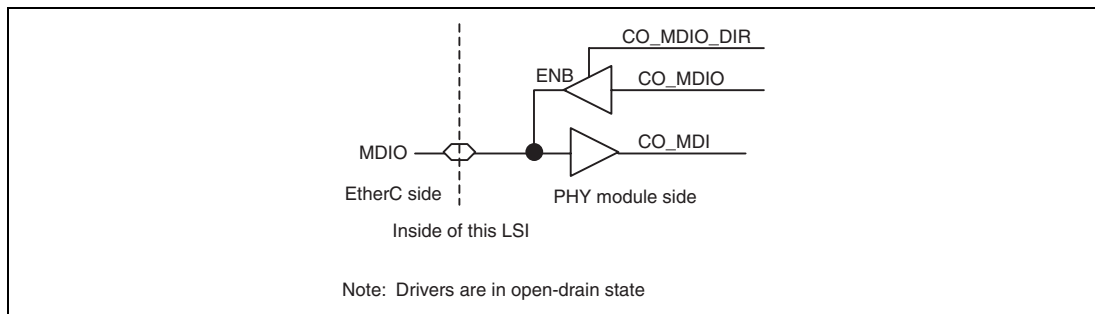 CO_MDIO_DIR
ENB
CO_MDIO
MDIO
CO_MDI
EtherC side
PHY module side
Inside of this LSI
Note: Drivers are in open-drain state